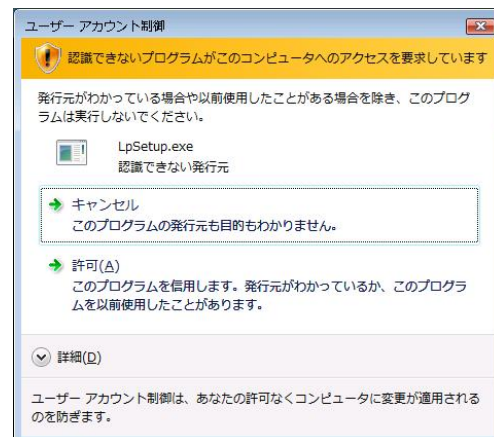 ユーザー アカウント制御
認識できないプログラムがこのコンピュータへのアクセスを要求しています
発行元がわかっている場合や以前使用したことがある場合を除き、このプログ
ラムは実行しないでください。
LpSetup.exe
認識できない発行元
キャンセル
このプログラムの発行元も目的もわかりません。
許可(A)
このプログラムを信用します。発行元がわかっているか、このプログラ
ムを以前使用したことがあります。
詳細(D)
ユーザー アカウント制御は、あなたの許可なくコンピュータに変更が適用される
のを防ぎます。